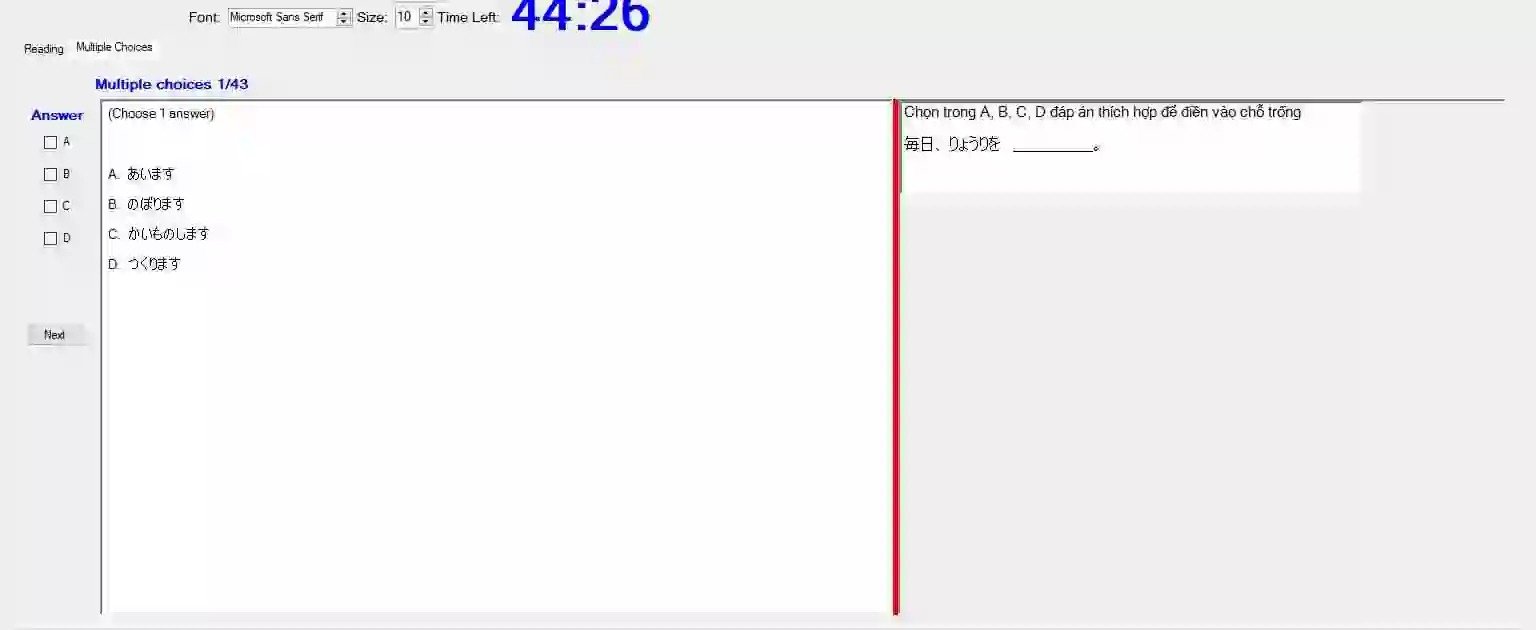 Font: Microsoft Sans Serif Size: 10 Time Left: 44:26
Reading Multiple Choices
Multiple choices 1/43
Answer
A
B
C
D
Next
(Choose 1 answer)
A. あいます
B. のぼります
C. かいものします
D. つくります
Chọn trong A, B, C, D đáp án thích hợp để điền vào chỗ trống
毎日、りょうりを __________。